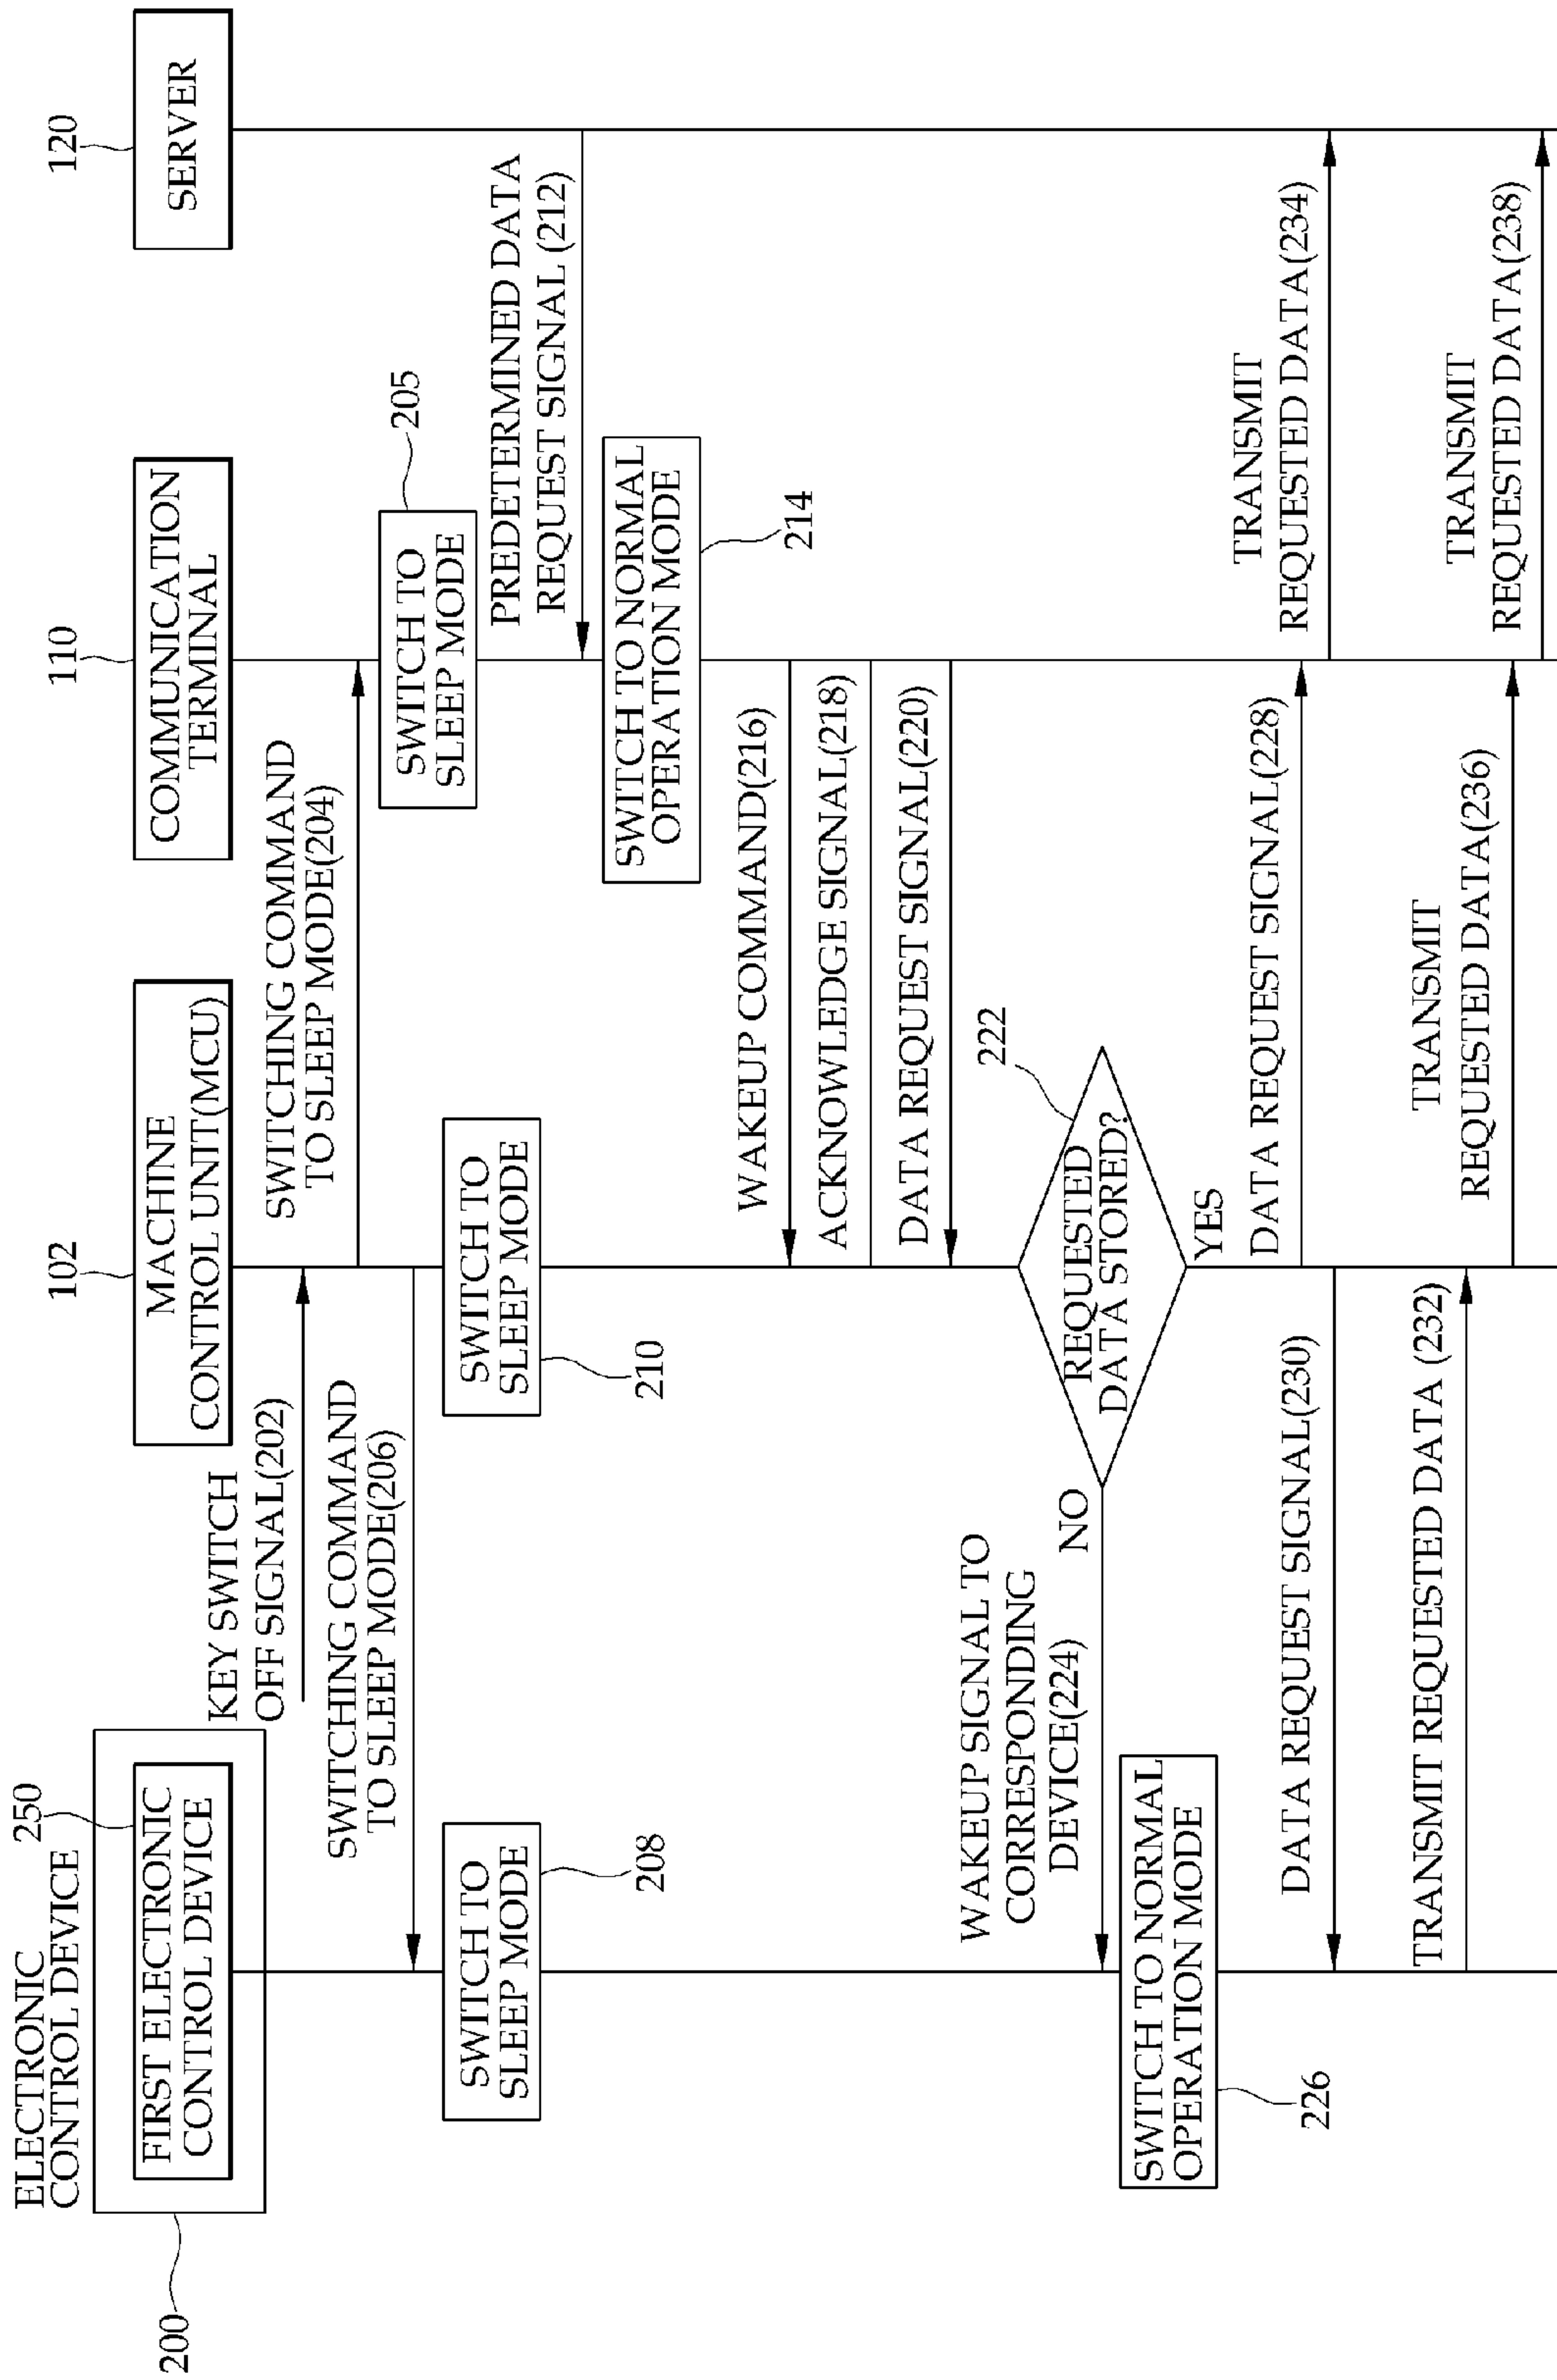 ELECTRONIC
CONTROL DEVICE
250
200
FIRST ELECTRONIC
CONTROL DEVICE
102
MACHINE
CONTROL UNIT(MCU)
110
COMMUNICATION
TERMINAL
120
SERVER
KEY SWITCH
OFF SIGNAL(202)
SWITCHING COMMAND
TO SLEEP MODE(204)
SWITCH TO
SLEEP MODE
205
SWITCHING COMMAND
TO SLEEP MODE(206)
SWITCH TO
SLEEP MODE
208
SWITCH TO
SLEEP MODE
210
PREDETERMINED DATA
REQUEST SIGNAL (212)
SWITCH TO NORMAL
OPERATION MODE
214
WAKEUP COMMAND(216)
ACKNOWLEDGE SIGNAL(218)
DATA REQUEST SIGNAL(220)
222
REQUESTED
DATA STORED?
NO
YES
WAKEUP SIGNAL TO
CORRESPONDING
DEVICE(224)
SWITCH TO NORMAL
OPERATION MODE
226
DATA REQUEST SIGNAL(228)
TRANSMIT
REQUESTED DATA(234)
DATA REQUEST SIGNAL(230)
TRANSMIT REQUESTED DATA (232)
TRANSMIT
REQUESTED DATA(236)
TRANSMIT
REQUESTED DATA(238)